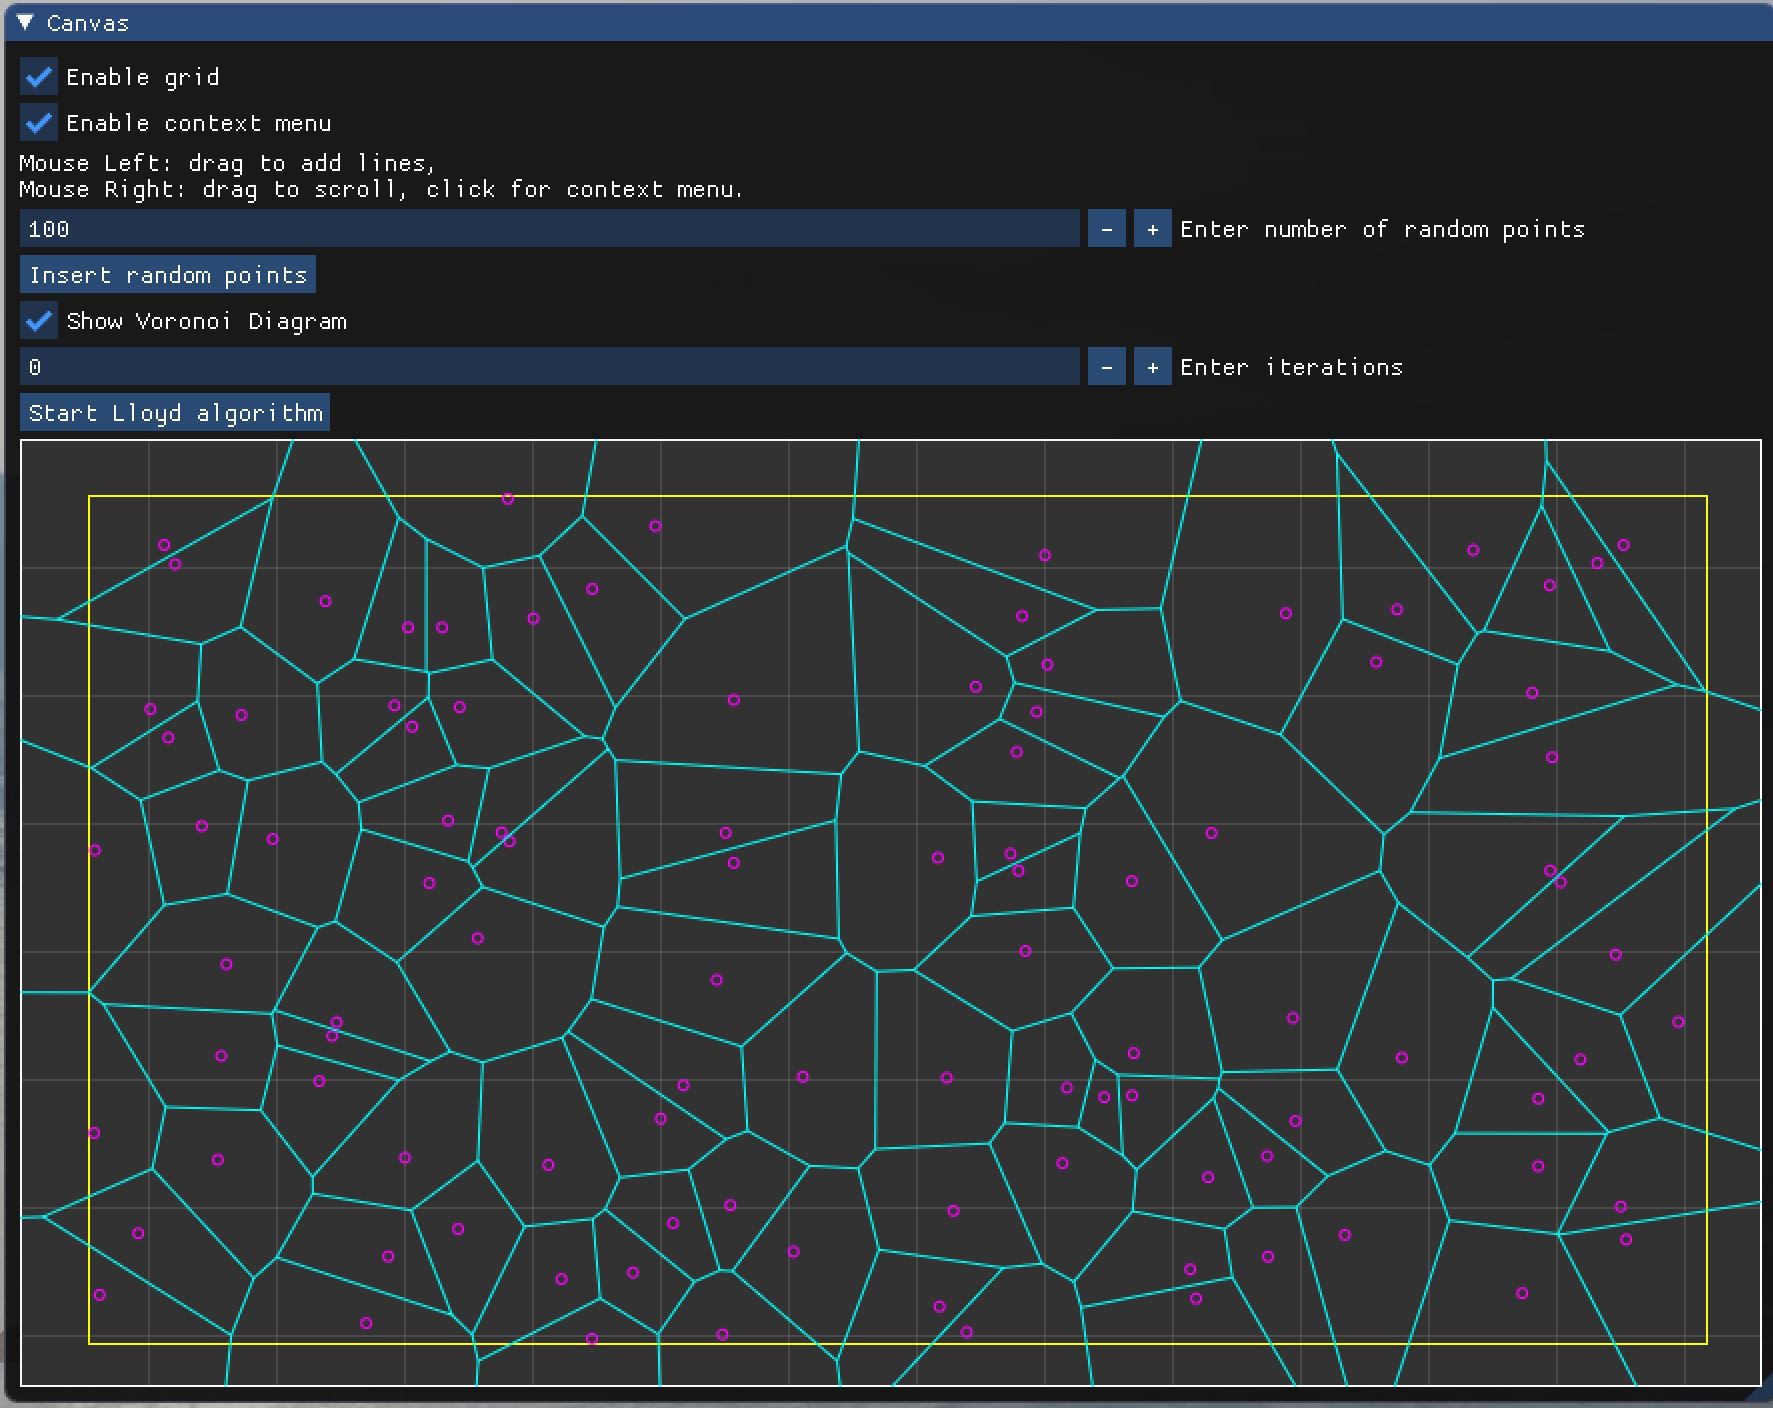 Canvas
Enable grid
Enable context menu
Mouse Left: drag to add lines,
Mouse Right: drag to scroll, click for context menu.
100 - + Enter number of random points
Insert random points
Show Voronoi Diagram
0 - + Enter iterations
Start Lloyd algorithm